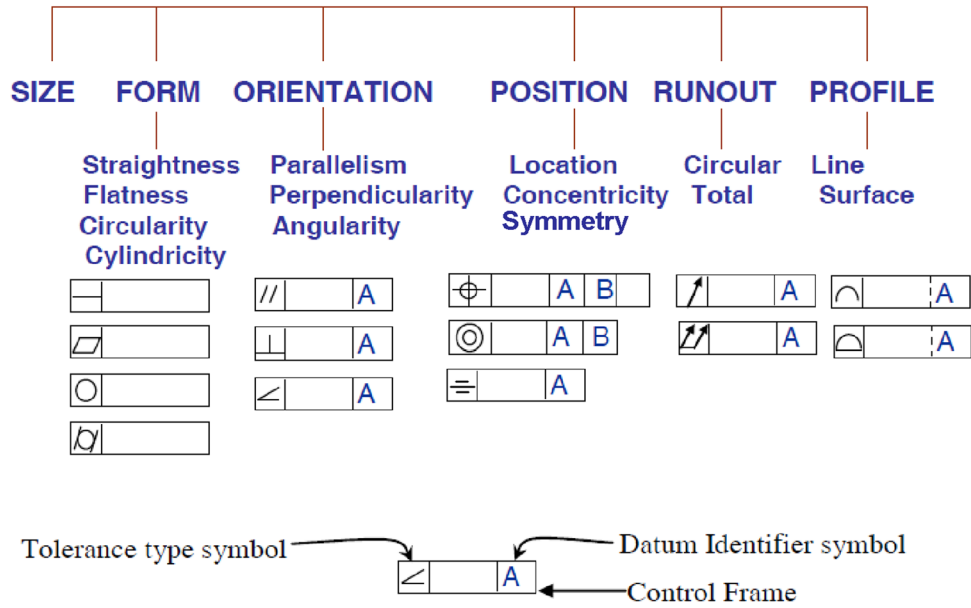 SIZE FORM ORIENTATION POSITION RUNOUT PROFILE
Straightness Parallelism Location Circular Line
Flatness Perpendicularity Concentricity Total Surface
Circularity Angularity Symmetry
Cylindricity
A A B A A
A A B A A
A A
Tolerance type symbol Datum Identifier symbol
A
Control Frame